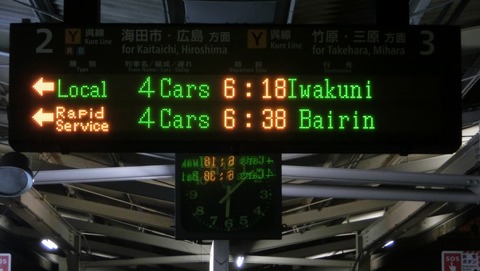 2 Y 呉線 Kure Line 海田市・広島 方面 for Kaitaichi, Hiroshima Y 呉線 Kure Line 竹原・三原 方面 for Takehara, Mihara 3
Local 4Cars 6:18 Iwakuni
Rapid Service 4Cars 6:38 Bairin
SOS
SOS